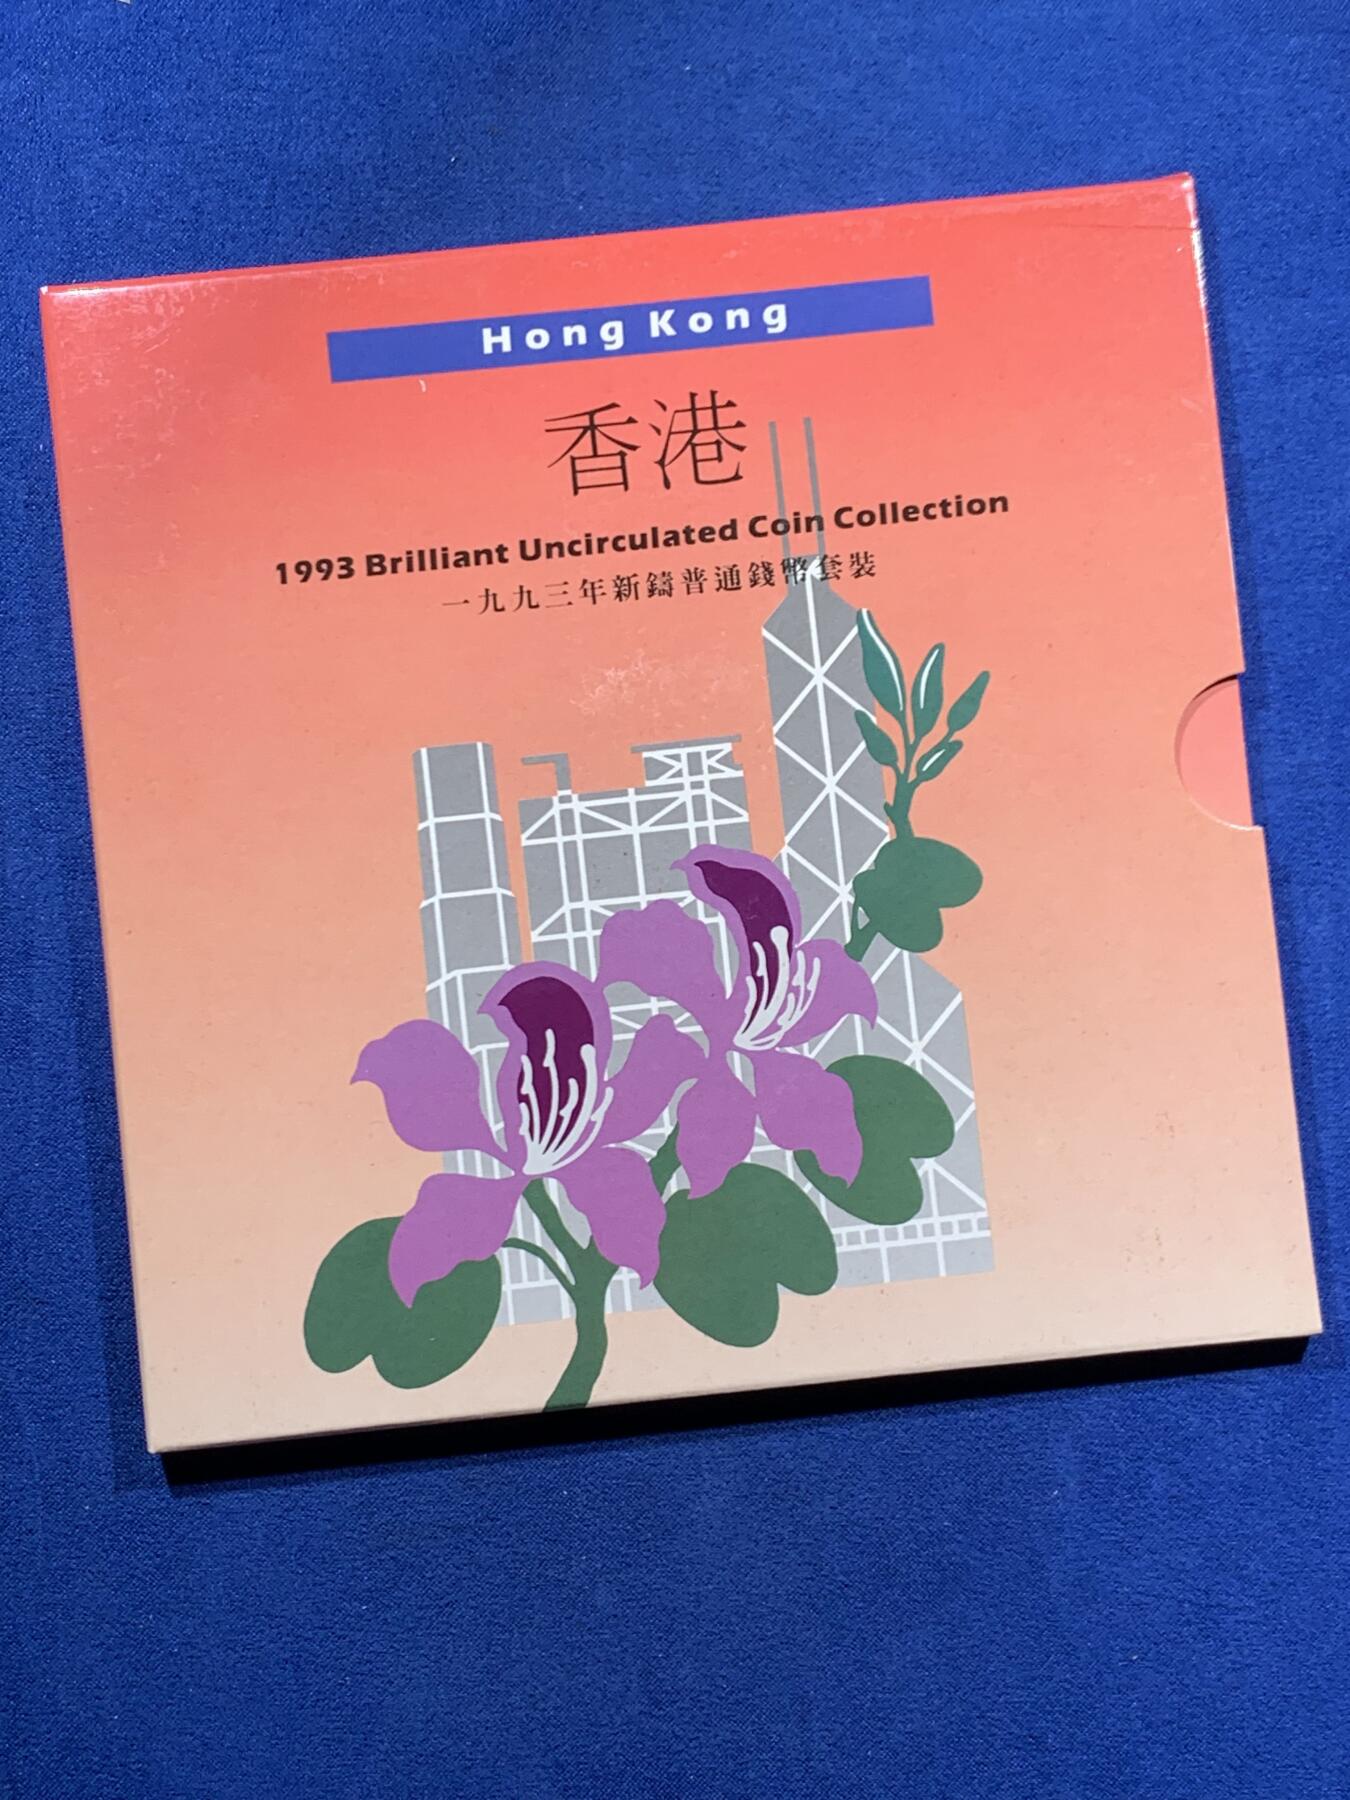 Hong Kong
香港
1993 Brilliant Uncirculated Coin Collection
一九九三年新鑄普通錢幣套裝